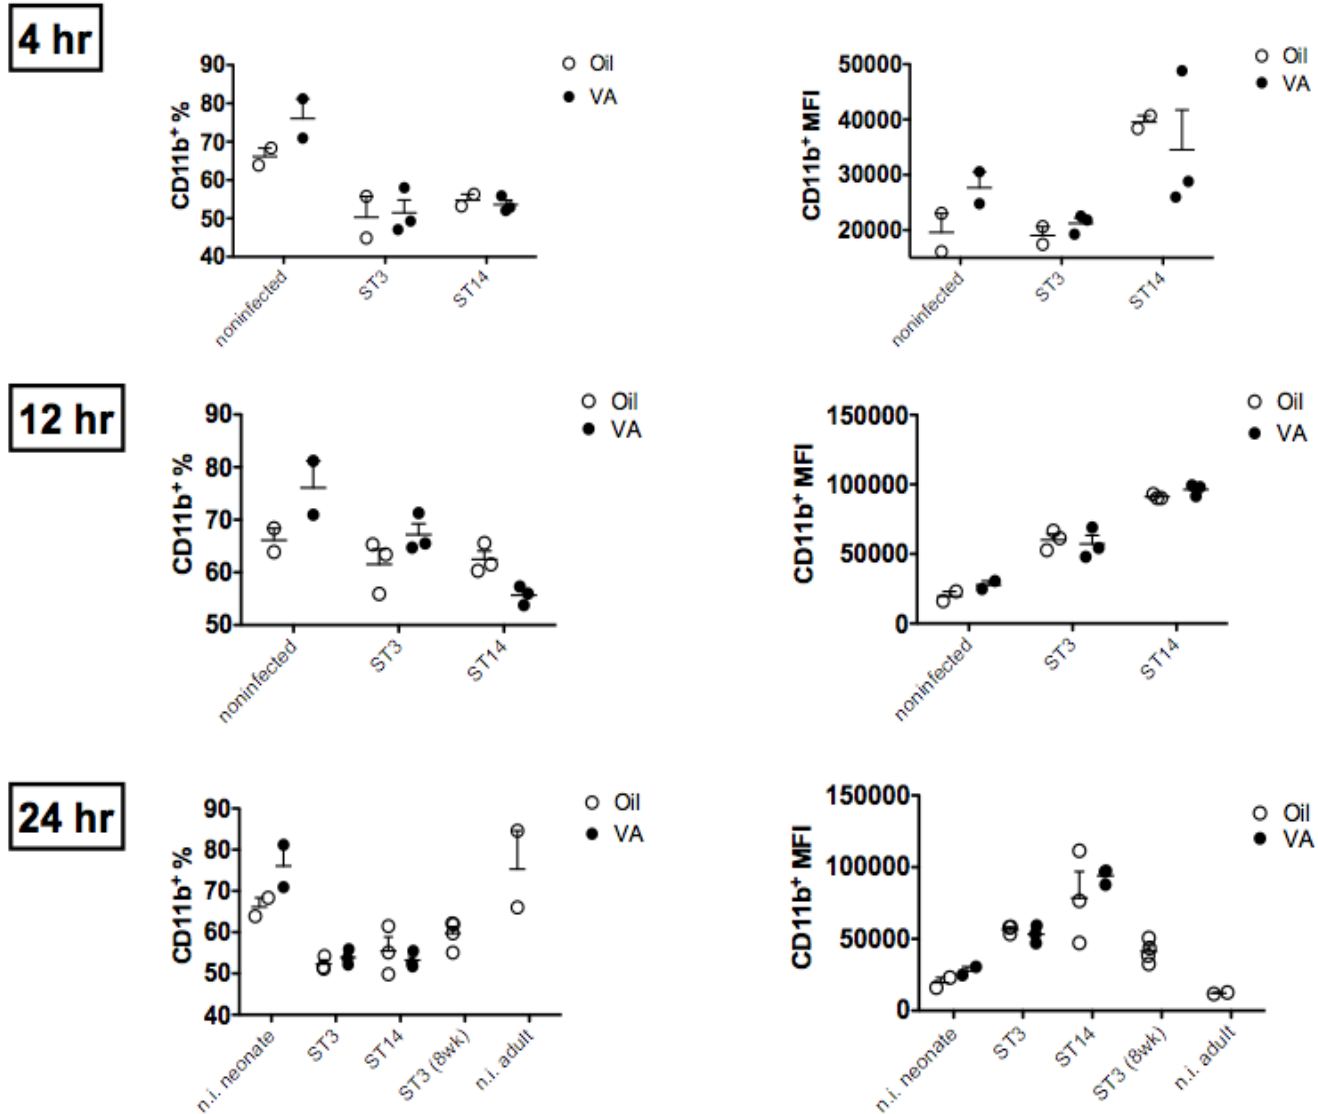 4 hr
CD11b⁺ %
90
80
70
60
50
40
noninfected
ST3
ST14
Oil
VA
CD11b⁺ MFI
50000
40000
30000
20000
noninfected
ST3
ST14
Oil
VA
12 hr
CD11b⁺ %
90
80
70
60
50
noninfected
ST3
ST14
Oil
VA
CD11b⁺ MFI
150000
100000
50000
0
noninfected
ST3
ST14
Oil
VA
24 hr
CD11b⁺ %
90
80
70
60
50
40
n.i. neonate
ST3
ST14
ST3 (8wk)
n.i. adult
Oil
VA
CD11b⁺ MFI
150000
100000
50000
0
n.i. neonate
ST3
ST14
ST3 (8wk)
n.i. adult
Oil
VA